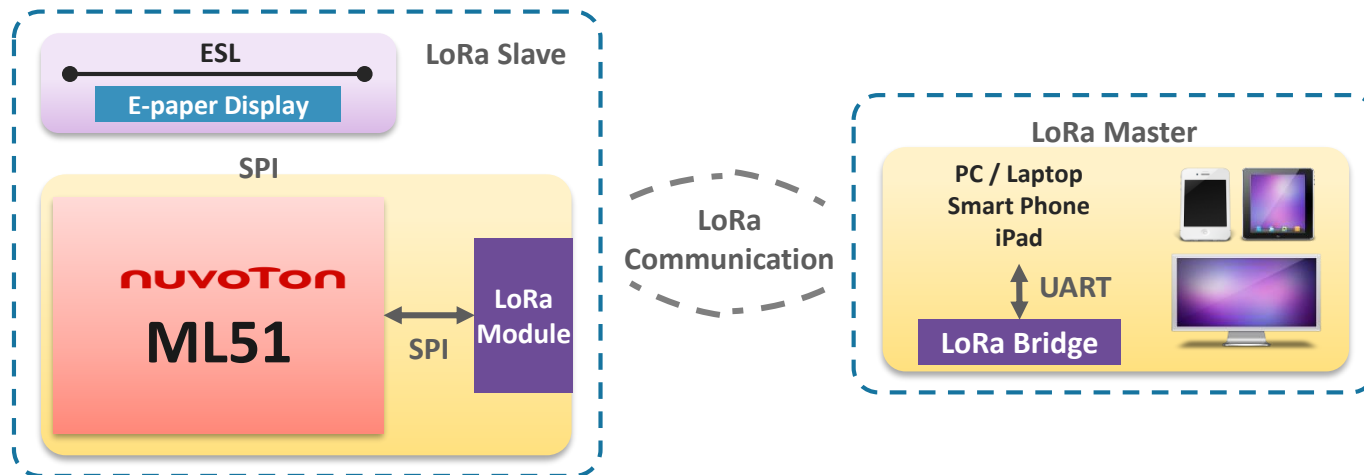 ESL
LoRa Slave
E-paper Display
SPI
nuvoTon
ML51
SPI
LoRa
Module
LoRa
Communication
LoRa Master
PC / Laptop
Smart Phone
iPad
UART
LoRa Bridge